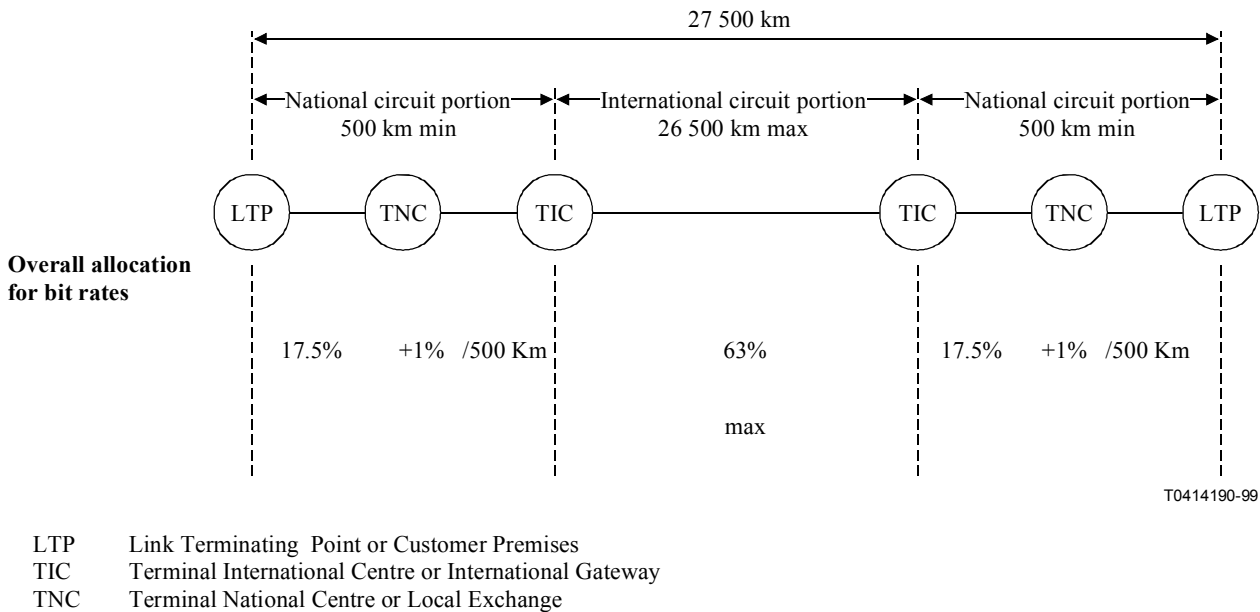 27 500 km
National circuit portion
500 km min
International circuit portion
26 500 km max
National circuit portion
500 km min
LTP TNC TIC TIC TNC LTP
Overall allocation
for bit rates
17.5% +1% /500 Km 63% 17.5% +1% /500 Km
max
T0414190-99
LTP Link Terminating Point or Customer Premises
TIC Terminal International Centre or International Gateway
TNC Terminal National Centre or Local Exchange